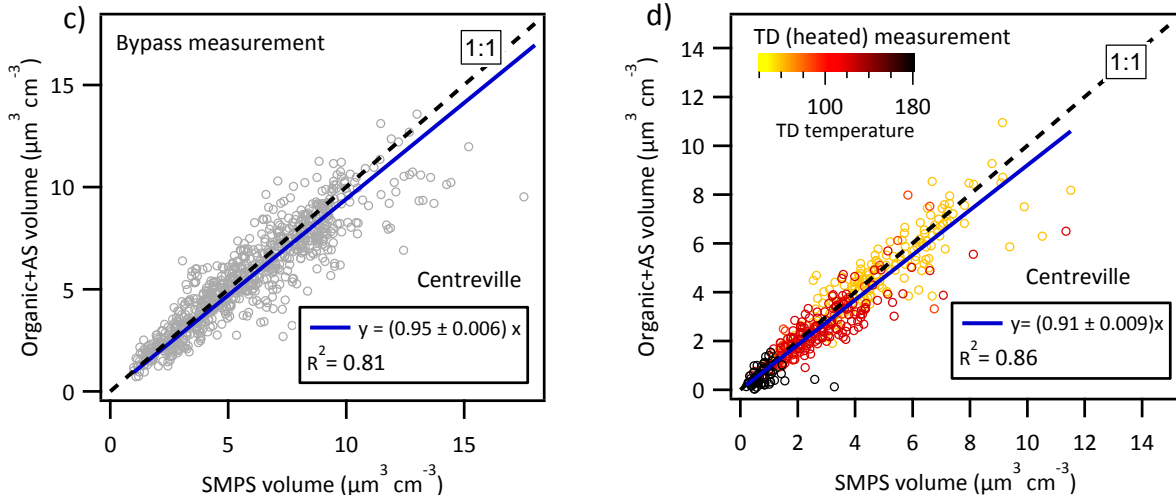 c)
Bypass measurement
1:1
Organic+AS volume (µm³ cm⁻³)
15
10
5
0
Centreville
y = (0.95 ± 0.006) x
R² = 0.81
0 5 10 15
SMPS volume (µm³ cm⁻³)
d)
TD (heated) measurement
100 180
TD temperature
1:1
Organic+AS volume (µm³ cm⁻³)
14
12
10
8
6
4
2
0
Centreville
y= (0.91 ± 0.009)x
R² = 0.86
0 2 4 6 8 10 12 14
SMPS volume (µm³ cm⁻³)